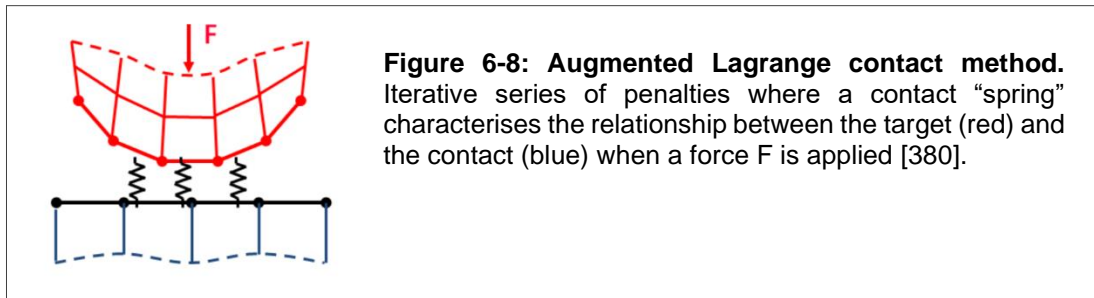 F
Figure 6-8: Augmented Lagrange contact method.
Iterative series of penalties where a contact “spring”
characterises the relationship between the target (red) and
the contact (blue) when a force F is applied [380].